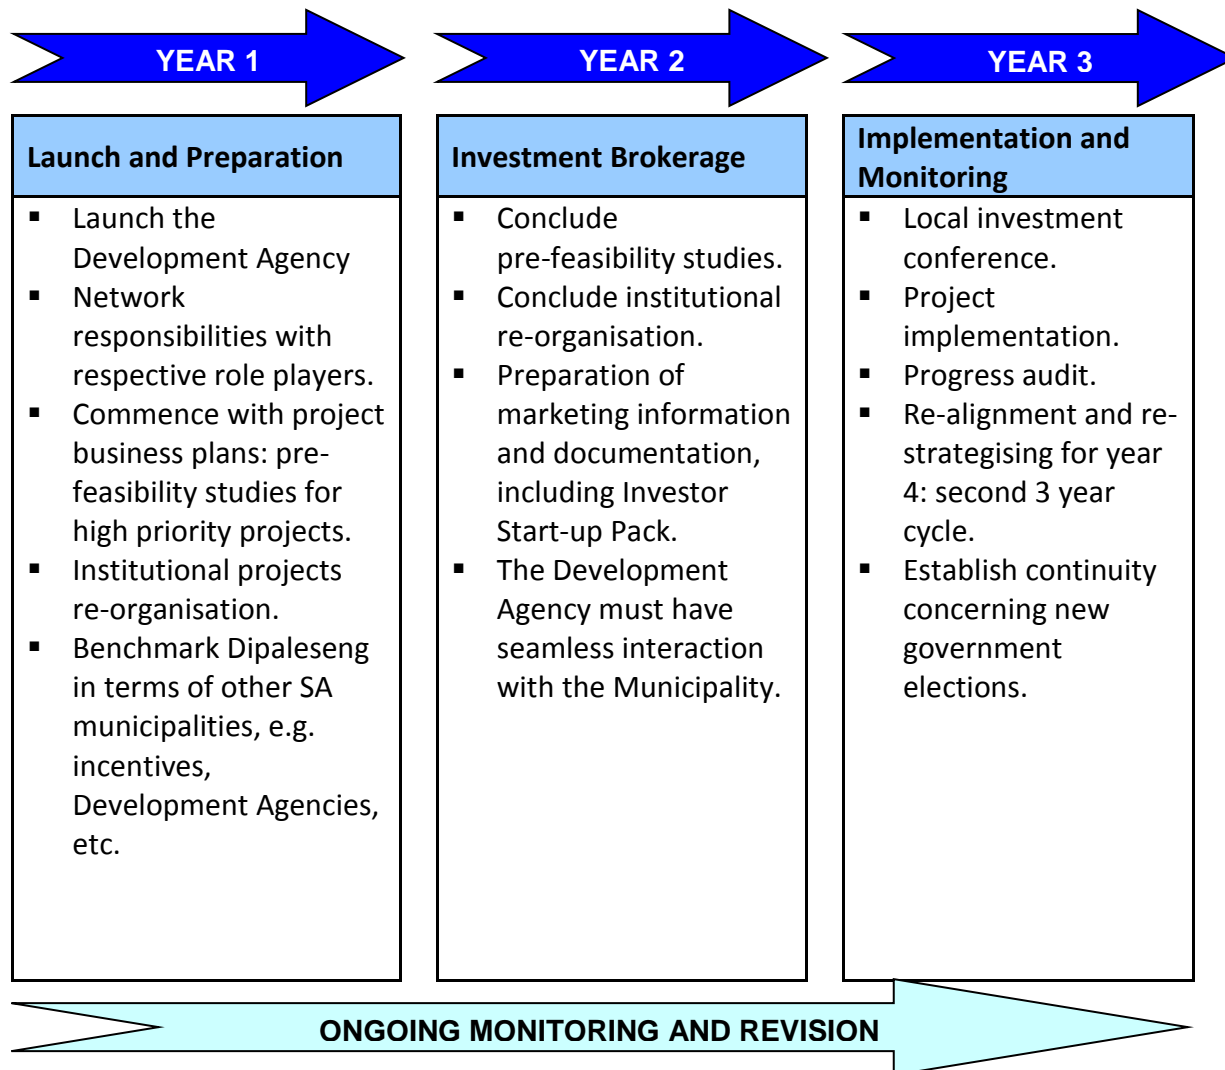 YEAR 1
YEAR 2
YEAR 3
Launch and Preparation
▪ Launch the
Development Agency
▪ Network
responsibilities with
respective role players.
▪ Commence with project
business plans: pre-
feasibility studies for
high priority projects.
▪ Institutional projects
re-organisation.
▪ Benchmark Dipaleseng
in terms of other SA
municipalities, e.g.
incentives,
Development Agencies,
etc.
Investment Brokerage
▪ Conclude
pre-feasibility studies.
▪ Conclude institutional
re-organisation.
▪ Preparation of
marketing information
and documentation,
including Investor
Start-up Pack.
▪ The Development
Agency must have
seamless interaction
with the Municipality.
Implementation and
Monitoring
▪ Local investment
conference.
▪ Project
implementation.
▪ Progress audit.
▪ Re-alignment and re-
strategising for year
4: second 3 year
cycle.
▪ Establish continuity
concerning new
government
elections.
ONGOING MONITORING AND REVISION